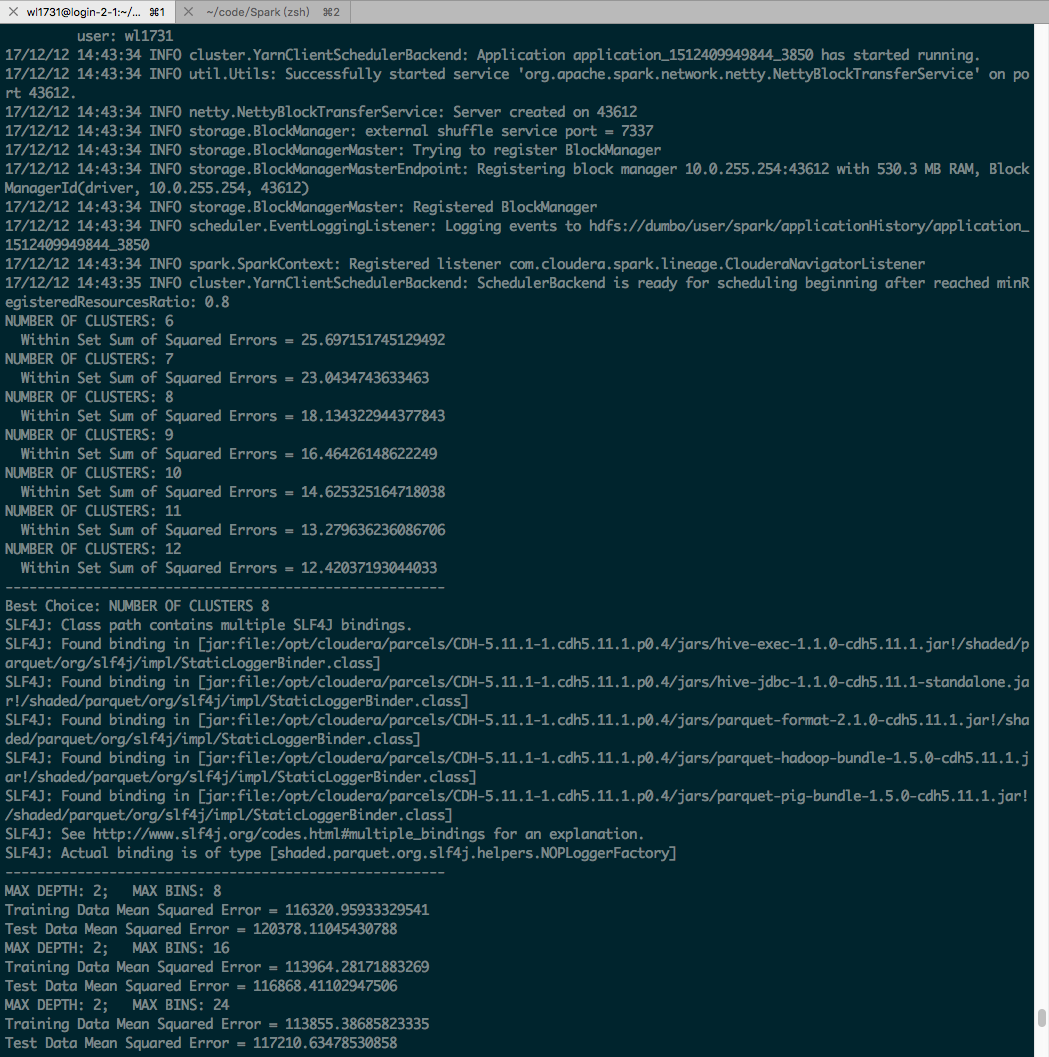 wl1731@login-2-1:~/... ⌘1 ~/code/Spark (zsh) ⌘2
user: wl1731
17/12/12 14:43:34 INFO cluster.YarnClientSchedulerBackend: Application application_1512409949844_3850 has started running.
17/12/12 14:43:34 INFO util.Utils: Successfully started service 'org.apache.spark.network.netty.NettyBlockTransferService' on po
rt 43612.
17/12/12 14:43:34 INFO netty.NettyBlockTransferService: Server created on 43612
17/12/12 14:43:34 INFO storage.BlockManager: external shuffle service port = 7337
17/12/12 14:43:34 INFO storage.BlockManagerMaster: Trying to register BlockManager
17/12/12 14:43:34 INFO storage.BlockManagerMasterEndpoint: Registering block manager 10.0.255.254:43612 with 530.3 MB RAM, Block
ManagerId(driver, 10.0.255.254, 43612)
17/12/12 14:43:34 INFO storage.BlockManagerMaster: Registered BlockManager
17/12/12 14:43:34 INFO scheduler.EventLoggingListener: Logging events to hdfs://dumbo/user/spark/applicationHistory/application_
1512409949844_3850
17/12/12 14:43:34 INFO spark.SparkContext: Registered listener com.cloudera.spark.lineage.ClouderaNavigatorListener
17/12/12 14:43:35 INFO cluster.YarnClientSchedulerBackend: SchedulerBackend is ready for scheduling beginning after reached minR
egisteredResourcesRatio: 0.8
NUMBER OF CLUSTERS: 6
Within Set Sum of Squared Errors = 25.697151745129492
NUMBER OF CLUSTERS: 7
Within Set Sum of Squared Errors = 23.0434743633463
NUMBER OF CLUSTERS: 8
Within Set Sum of Squared Errors = 18.134322944377843
NUMBER OF CLUSTERS: 9
Within Set Sum of Squared Errors = 16.46426148622249
NUMBER OF CLUSTERS: 10
Within Set Sum of Squared Errors = 14.625325164718038
NUMBER OF CLUSTERS: 11
Within Set Sum of Squared Errors = 13.279636236086706
NUMBER OF CLUSTERS: 12
Within Set Sum of Squared Errors = 12.42037193044033
-------------------------------------------------------
Best Choice: NUMBER OF CLUSTERS 8
SLF4J: Class path contains multiple SLF4J bindings.
SLF4J: Found binding in [jar:file:/opt/cloudera/parcels/CDH-5.11.1-1.cdh5.11.1.p0.4/jars/hive-exec-1.1.0-cdh5.11.1.jar!/shaded/p
arquet/org/slf4j/impl/StaticLoggerBinder.class]
SLF4J: Found binding in [jar:file:/opt/cloudera/parcels/CDH-5.11.1-1.cdh5.11.1.p0.4/jars/hive-jdbc-1.1.0-cdh5.11.1-standalone.ja
r!/shaded/parquet/org/slf4j/impl/StaticLoggerBinder.class]
SLF4J: Found binding in [jar:file:/opt/cloudera/parcels/CDH-5.11.1-1.cdh5.11.1.p0.4/jars/parquet-format-2.1.0-cdh5.11.1.jar!/sha
ded/parquet/org/slf4j/impl/StaticLoggerBinder.class]
SLF4J: Found binding in [jar:file:/opt/cloudera/parcels/CDH-5.11.1-1.cdh5.11.1.p0.4/jars/parquet-hadoop-bundle-1.5.0-cdh5.11.1.j
ar!/shaded/parquet/org/slf4j/impl/StaticLoggerBinder.class]
SLF4J: Found binding in [jar:file:/opt/cloudera/parcels/CDH-5.11.1-1.cdh5.11.1.p0.4/jars/parquet-pig-bundle-1.5.0-cdh5.11.1.jar!
/shaded/parquet/org/slf4j/impl/StaticLoggerBinder.class]
SLF4J: See http://www.slf4j.org/codes.html#multiple_bindings for an explanation.
SLF4J: Actual binding is of type [shaded.parquet.org.slf4j.helpers.NOPLoggerFactory]
-------------------------------------------------------
MAX DEPTH: 2;   MAX BINS: 8
Training Data Mean Squared Error = 116320.95933329541
Test Data Mean Squared Error = 120378.11045430788
MAX DEPTH: 2;   MAX BINS: 16
Training Data Mean Squared Error = 113964.28171883269
Test Data Mean Squared Error = 116868.41102947506
MAX DEPTH: 2;   MAX BINS: 24
Training Data Mean Squared Error = 113855.38685823335
Test Data Mean Squared Error = 117210.63478530858